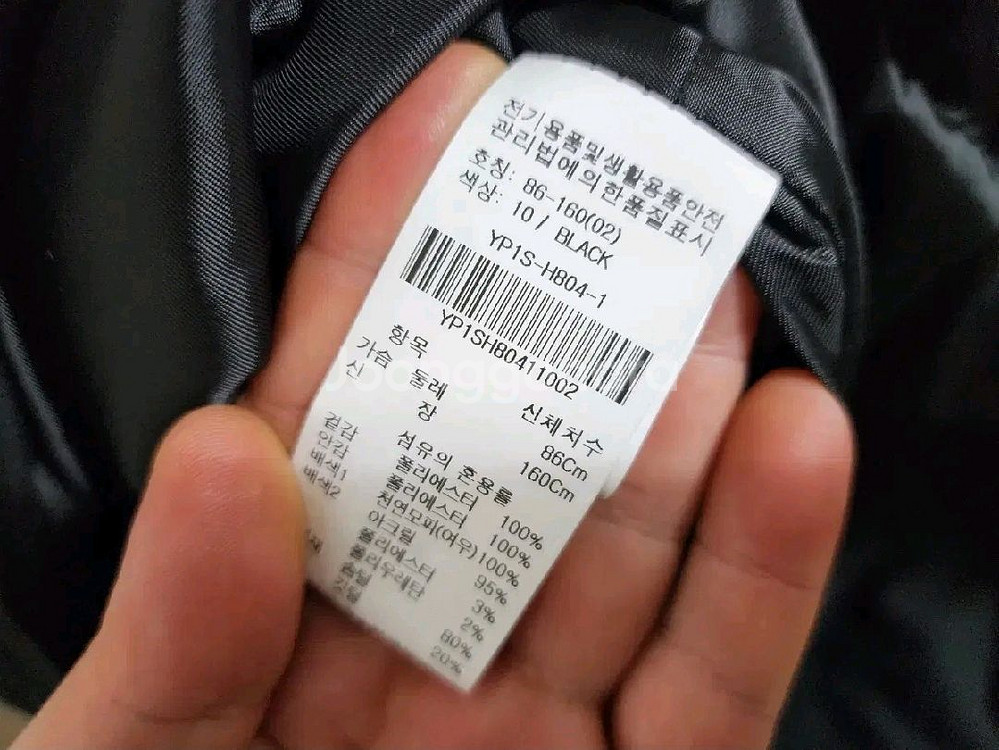 전기용품및생활용품안전
관리법에의한품질표시
호칭: 86-160(02)
색상: 10 / BLACK
YP1S-H804-1
YP1SH80411002
항목 신체치수
가슴 둘레 86Cm
신 장 160Cm
섬유의 혼용률
겉감 폴리에스터 100%
안감 폴리에스터 100%
배색1 천연모피(여우)100%
배색2 아크릴 95%
폴리에스터 3%
폴리우레탄 2%
솜털 80%
깃털 20%